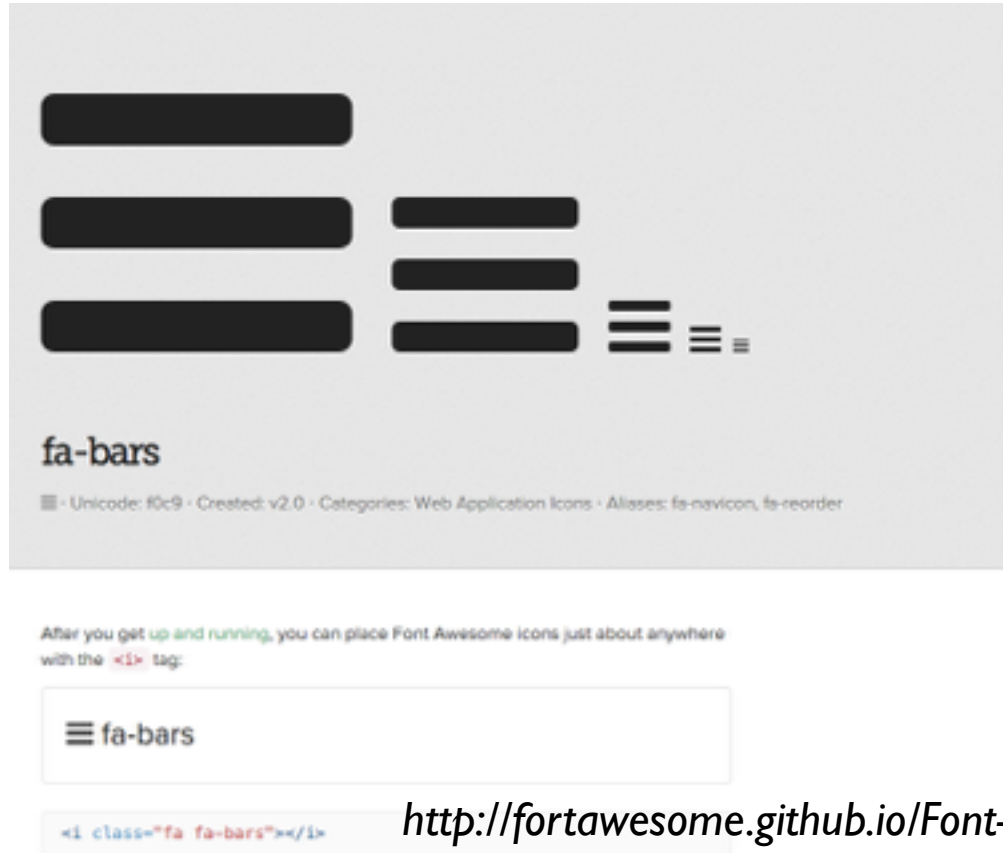 fa-bars
· Unicode: f0c9 · Created: v2.0 · Categories: Web Application Icons · Aliases: fa-navicon, fa-reorder
After you get up and running, you can place Font Awesome icons just about anywhere
with the <i> tag:
fa-bars
<i class="fa fa-bars"></i>
http://fortawesome.github.io/Font-